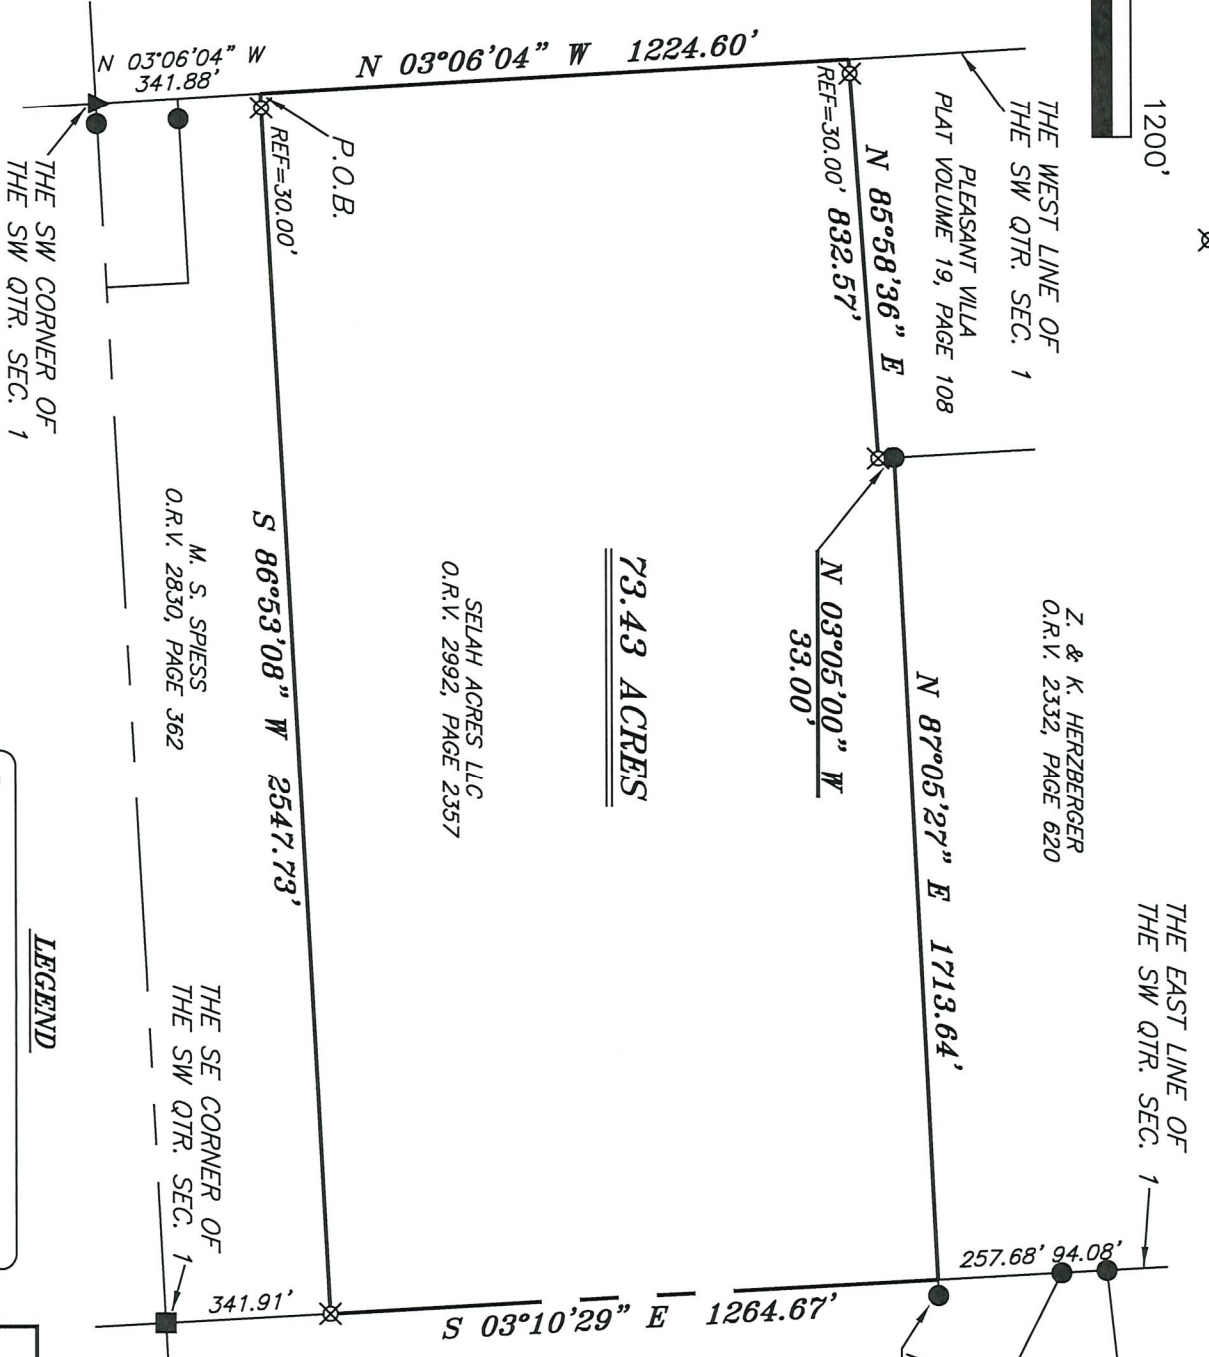 1200'
N 03°06'04" W
341.88'
N 03°06'04" W 1224.60'
THE WEST LINE OF
THE SW QTR. SEC. 1
PLEASANT VILLA
PLAT VOLUME 19, PAGE 108
N 85°58'36" E
832.57'
REF=30.00'
P.O.B.
REF=30.00'
THE SW CORNER OF
THE SW QTR. SEC. 1
Z. & K. HERZBERGER
O.R.V. 2332, PAGE 620
N 03°05'00" W
33.00'
N 87°05'27" E 1713.64'
73.43 ACRES
SELAH ACRES LLC
O.R.V. 2992, PAGE 2357
S 86°53'08" W 2547.73'
M. S. SPIESS
O.R.V. 2830, PAGE 362
THE EAST LINE OF
THE SW QTR. SEC. 1
257.68' 94.08'
S 03°10'29" E 1264.67'
341.91'
THE SE CORNER OF
THE SW QTR. SEC. 1
LEGEND